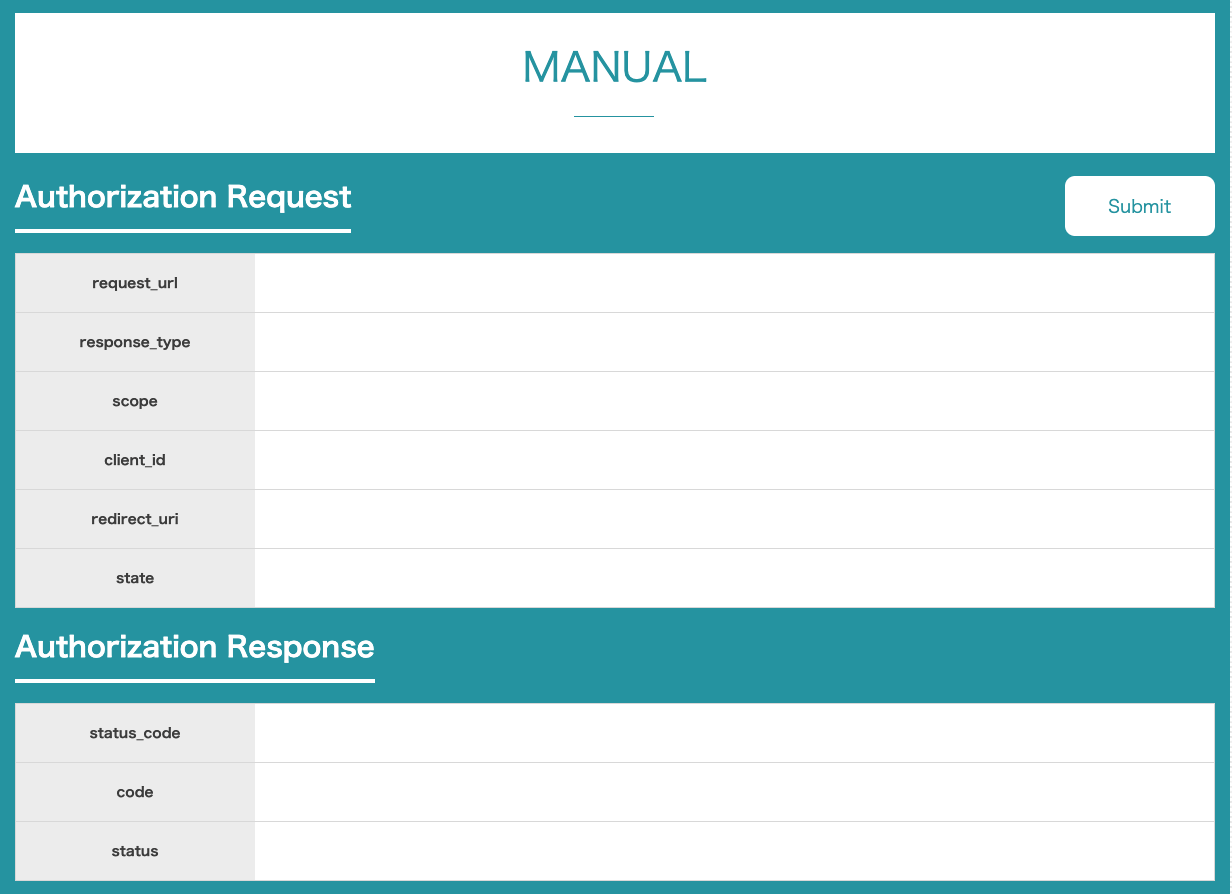 MANUAL
Authorization Request
Submit
request_url
response_type
scope
client_id
redirect_uri
state
Authorization Response
status_code
code
status